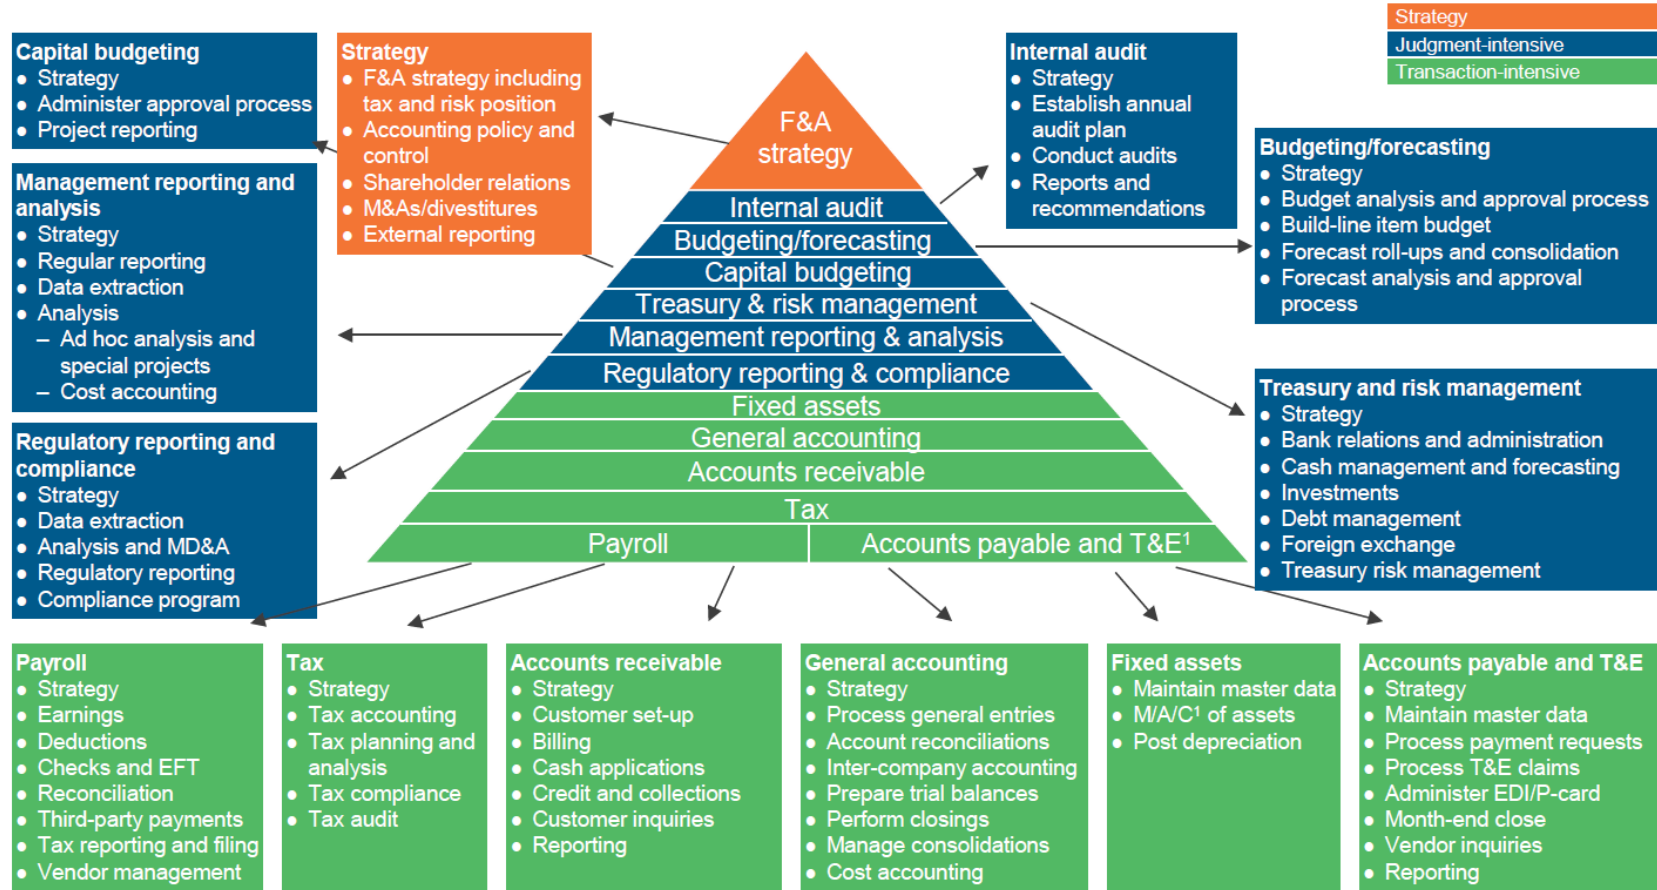 Strategy
Judgment-intensive
Transaction-intensive
Capital budgeting
● Strategy
● Administer approval process
● Project reporting
Strategy
● F&A strategy including
tax and risk position
● Accounting policy and
control
● Shareholder relations
● M&As/divestitures
● External reporting
Internal audit
● Strategy
● Establish annual
audit plan
● Conduct audits
● Reports and
recommendations
Budgeting/forecasting
● Strategy
● Budget analysis and approval process
● Build-line item budget
● Forecast roll-ups and consolidation
● Forecast analysis and approval
process
Management reporting and
analysis
● Strategy
● Regular reporting
● Data extraction
● Analysis
– Ad hoc analysis and
special projects
– Cost accounting
Regulatory reporting and
compliance
● Strategy
● Data extraction
● Analysis and MD&A
● Regulatory reporting
● Compliance program
F&A
strategy
Internal audit
Budgeting/forecasting
Capital budgeting
Treasury & risk management
Management reporting & analysis
Regulatory reporting & compliance
Fixed assets
General accounting
Accounts receivable
Tax
Payroll
Accounts payable and T&E¹
Treasury and risk management
● Strategy
● Bank relations and administration
● Cash management and forecasting
● Investments
● Debt management
● Foreign exchange
● Treasury risk management
Payroll
● Strategy
● Earnings
● Deductions
● Checks and EFT
● Reconciliation
● Third-party payments
● Tax reporting and filing
● Vendor management
Tax
● Strategy
● Tax accounting
● Tax planning and
analysis
● Tax compliance
● Tax audit
Accounts receivable
● Strategy
● Customer set-up
● Billing
● Cash applications
● Credit and collections
● Customer inquiries
● Reporting
General accounting
● Strategy
● Process general entries
● Account reconciliations
● Inter-company accounting
● Prepare trial balances
● Perform closings
● Manage consolidations
● Cost accounting
Fixed assets
● Maintain master data
● M/A/C¹ of assets
● Post depreciation
Accounts payable and T&E
● Strategy
● Maintain master data
● Process payment requests
● Process T&E claims
● Administer EDI/P-card
● Month-end close
● Vendor inquiries
● Reporting